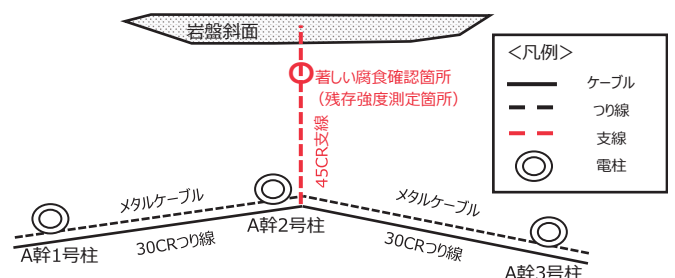 岩盤斜面
著しい腐食確認箇所
（残存強度測定箇所）
45CR支線
<凡例>
ケーブル
つり線
支線
電柱
メタルケーブル
メタルケーブル
A幹1号柱
30CRつり線
A幹2号柱
30CRつり線
A幹3号柱